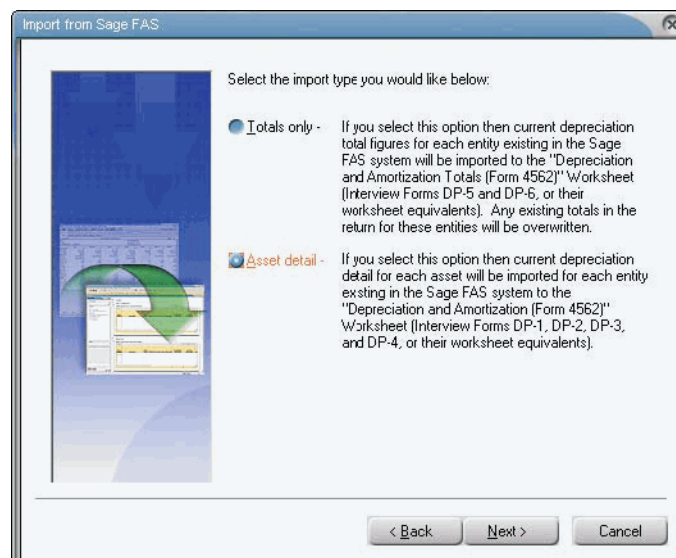 Import from Sage FAS
Select the import type you would like below:
Totals only - If you select this option then current depreciation
total figures for each entity existing in the Sage
FAS system will be imported to the "Depreciation
and Amortization Totals (Form 4562)" Worksheet
(Interview Forms DP-5 and DP-6, or their
worksheet equivalents). Any existing totals in the
return for these entities will be overwritten.
Asset detail - If you select this option then current depreciation
detail for each asset will be imported for each entity
existing in the Sage FAS system to the
"Depreciation and Amortization (Form 4562)"
Worksheet (Interview Forms DP-1, DP-2, DP-3,
and DP-4, or their worksheet equivalents).
< Back Next > Cancel